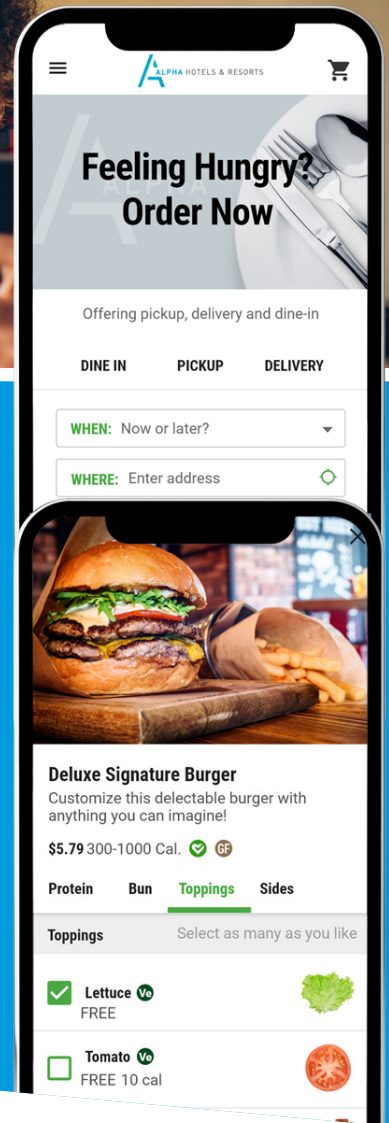 ALPHA HOTELS & RESORTS
ALPHA
Feeling Hungry?
Order Now
Offering pickup, delivery and dine-in
DINE IN PICKUP DELIVERY
WHEN: Now or later?
WHERE: Enter address
Deluxe Signature Burger
Customize this delectable burger with
anything you can imagine!
$5.79 300-1000 Cal. GF
Protein Bun Toppings Sides
Toppings Select as many as you like
Lettuce Ve
FREE
Tomato Ve
FREE 10 cal